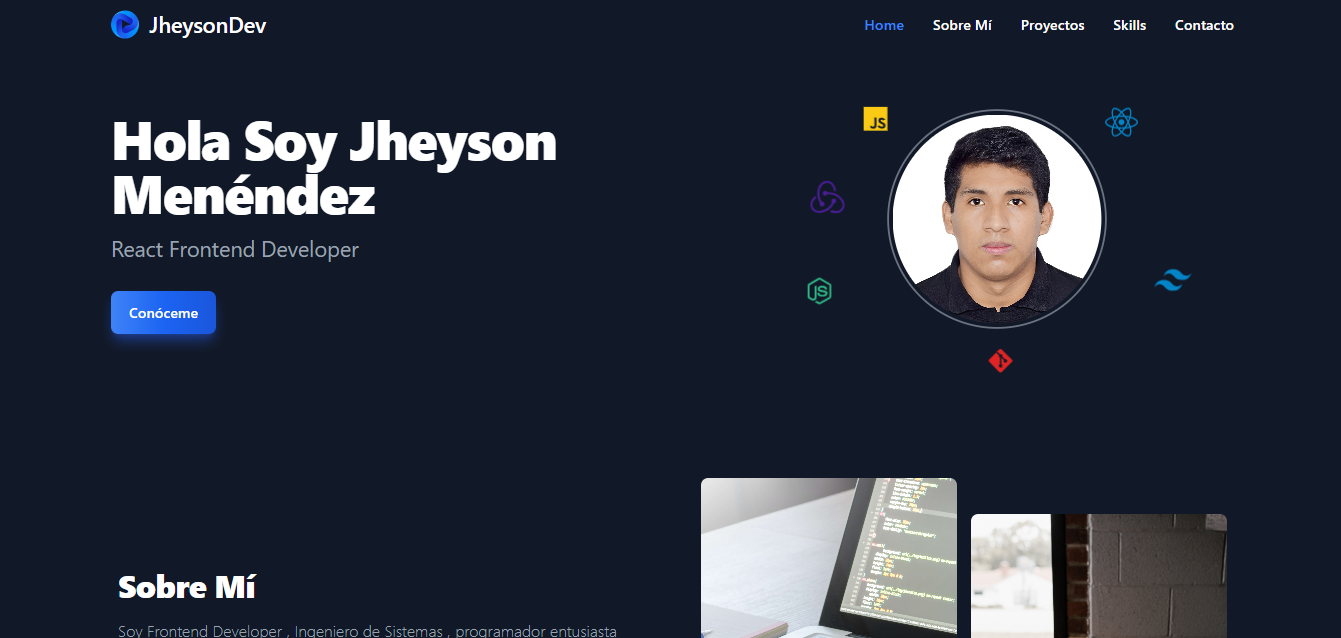 JheysonDev
Home Sobre Mí Proyectos Skills Contacto
Hola Soy Jheyson
Menéndez
React Frontend Developer
Conóceme
JS
JS
Sobre Mí
Soy Frontend Developer , Ingeniero de Sistemas , programador entusiasta